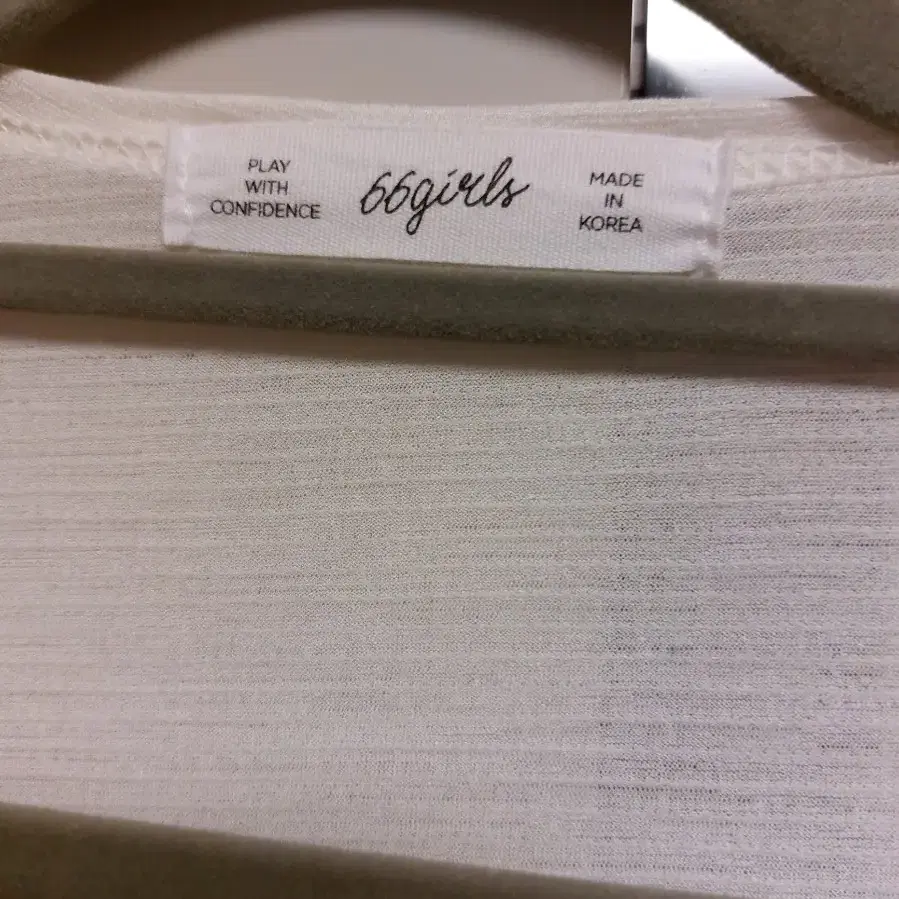 PLAY
WITH
CONFIDENCE
66girls
MADE
IN
KOREA